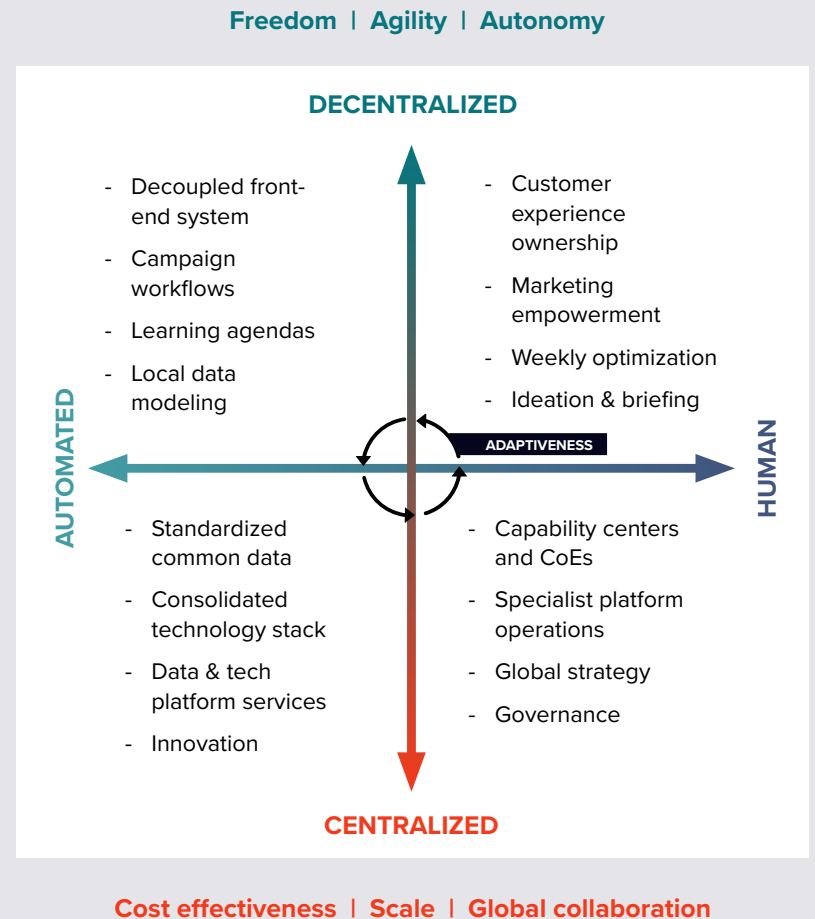 Freedom | Agility | Autonomy
DECENTRALIZED
- Decoupled front-
end system
- Campaign
workflows
- Learning agendas
- Local data
modeling
- Customer
experience
ownership
- Marketing
empowerment
- Weekly optimization
- Ideation & briefing
ADAPTIVENESS
AUTOMATED
HUMAN
- Standardized
common data
- Consolidated
technology stack
- Data & tech
platform services
- Innovation
- Capability centers
and CoEs
- Specialist platform
operations
- Global strategy
- Governance
CENTRALIZED
Cost effectiveness | Scale | Global collaboration